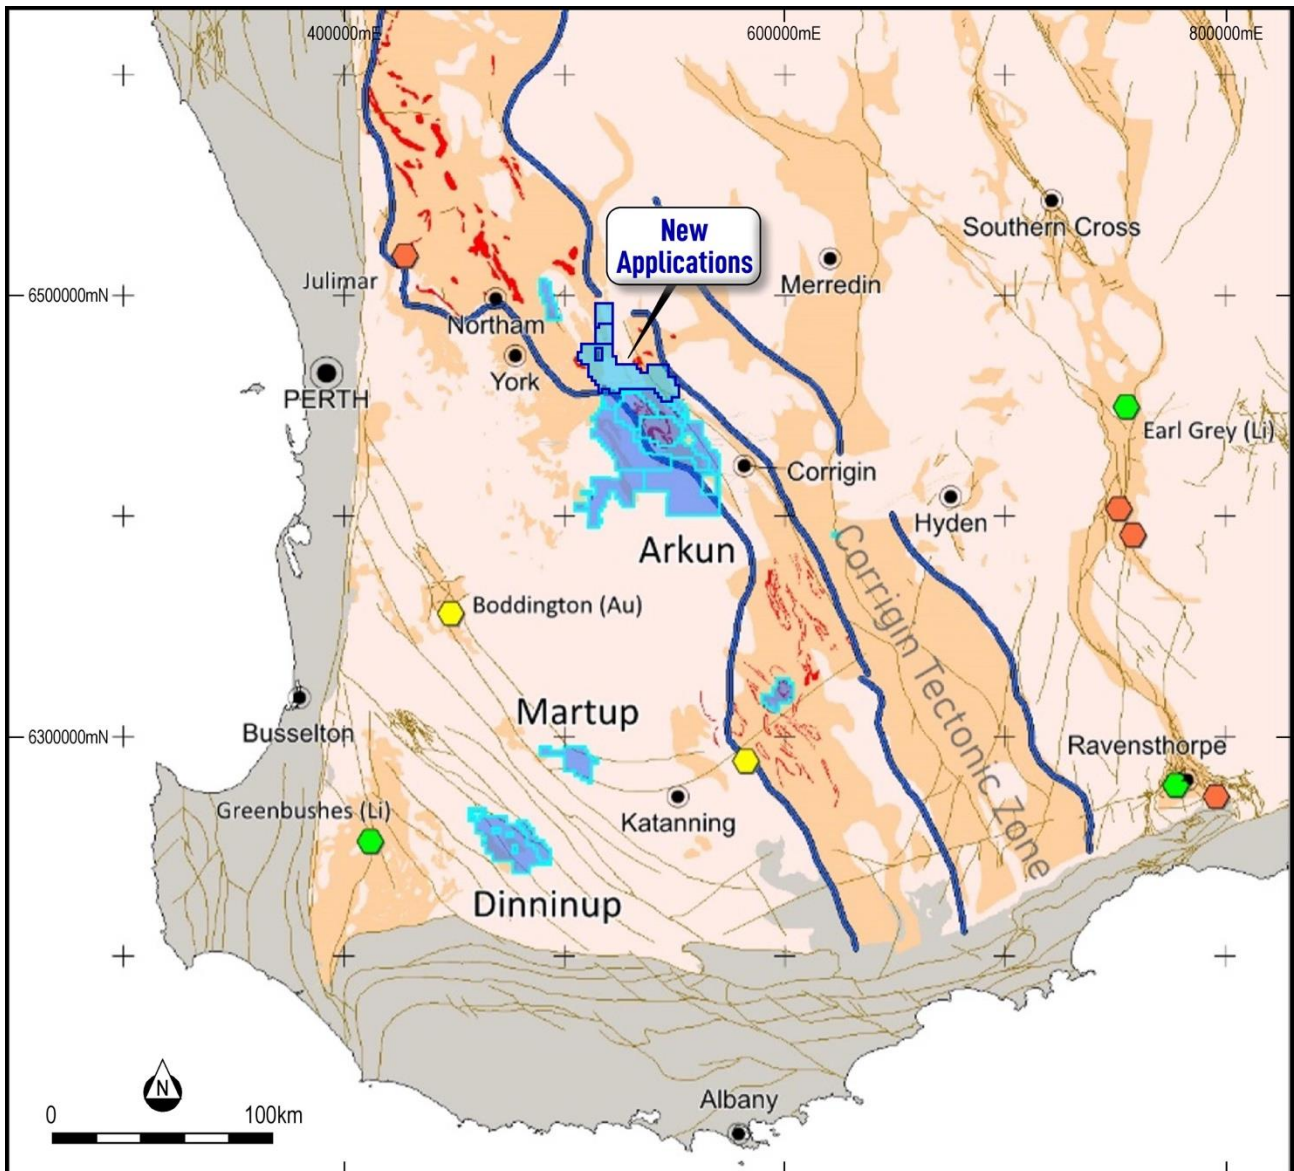 400000mE
600000mE
800000mE
New
Applications
Southern Cross
Merredin
Julimar
6500000mN
Northam
York
PERTH
Earl Grey (Li)
Corrigin
Hyden
Arkun
Corrigin Tectonic Zone
Boddington (Au)
Martup
Busselton
6300000mN
Ravensthorpe
Greenbushes (Li)
Katanning
Dinninup
N
0
100km
Albany